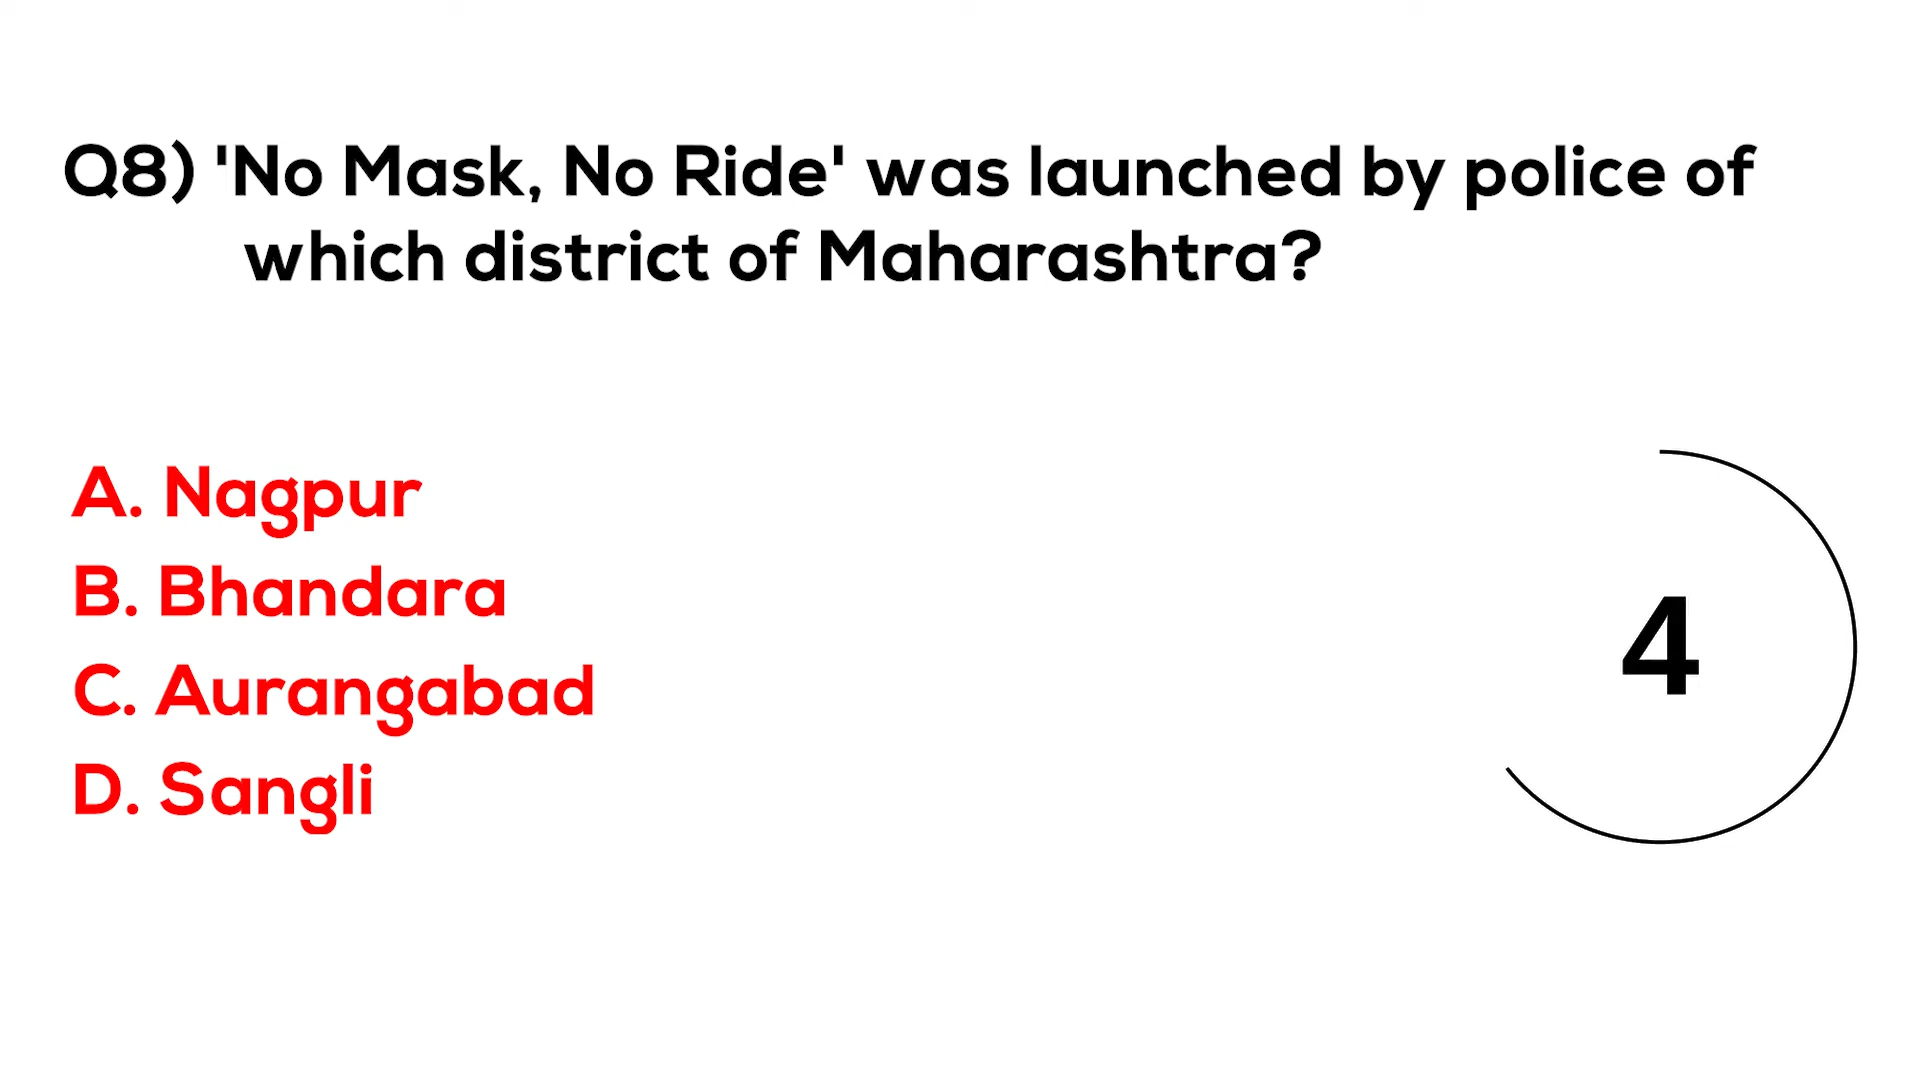 Q8) 'No Mask, No Ride' was launched by police of
which district of Maharashtra?
A. Nagpur
B. Bhandara
C. Aurangabad
D. Sangli
4